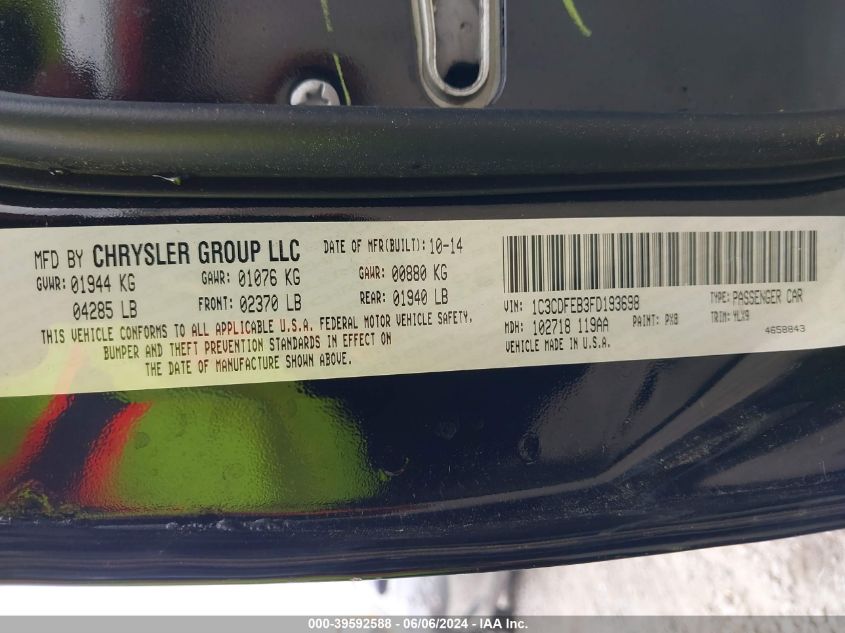 MFD BY CHRYSLER GROUP LLC DATE OF MFR(BUILT): 10-14
GVWR: 01944 KG GAWR: 01076 KG GAWR: 00880 KG
04285 LB FRONT: 02370 LB REAR: 01940 LB
THIS VEHICLE CONFORMS TO ALL APPLICABLE U.S.A. FEDERAL MOTOR VEHICLE SAFETY,
BUMPER AND THEFT PREVENTION STANDARDS IN EFFECT ON
THE DATE OF MANUFACTURE SHOWN ABOVE.
VIN: 1C3CDFEB3FD193698 TYPE: PASSENGER CAR
MDH: 102718 119AA PAINT: PX8 TRIM: HLX9
VEHICLE MADE IN U.S.A. 4658843
000-39592588 - 06/06/2024 - IAA Inc.